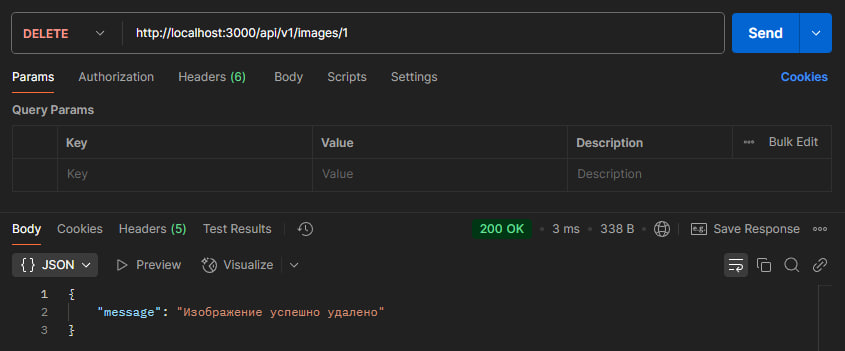 DELETE http://localhost:3000/api/v1/images/1 Send
Params Authorization Headers (6) Body Scripts Settings Cookies
Query Params
Key Value Description Bulk Edit
Key Value Description
Body Cookies Headers (5) Test Results 200 OK • 3 ms • 338 B • e.g. Save Response
{} JSON Preview Visualize
1 {
2 "message": "Изображение успешно удалено"
3 }